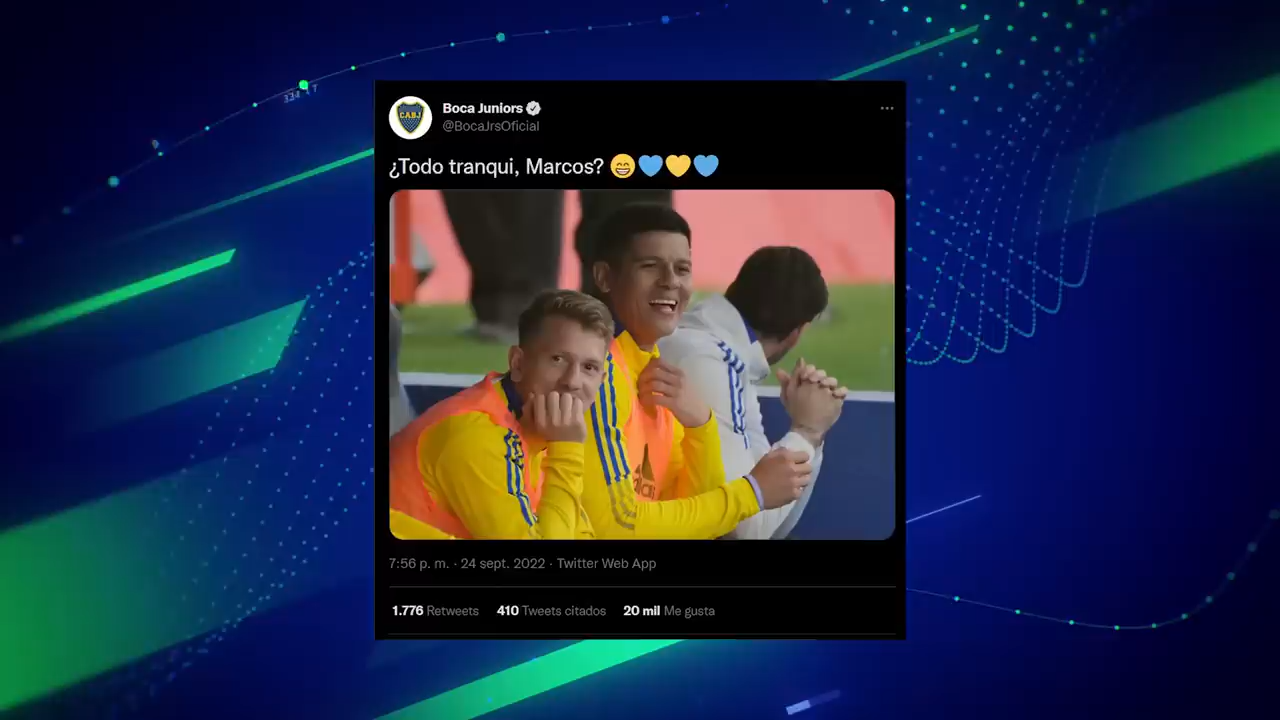 Boca Juniors
@BocaJrsOficial
CABJ
¿Todo tranqui, Marcos? 😄💙💛💙
7:56 p. m. · 24 sept. 2022 · Twitter Web App
1.776 Retweets 410 Tweets citados 20 mil Me gusta